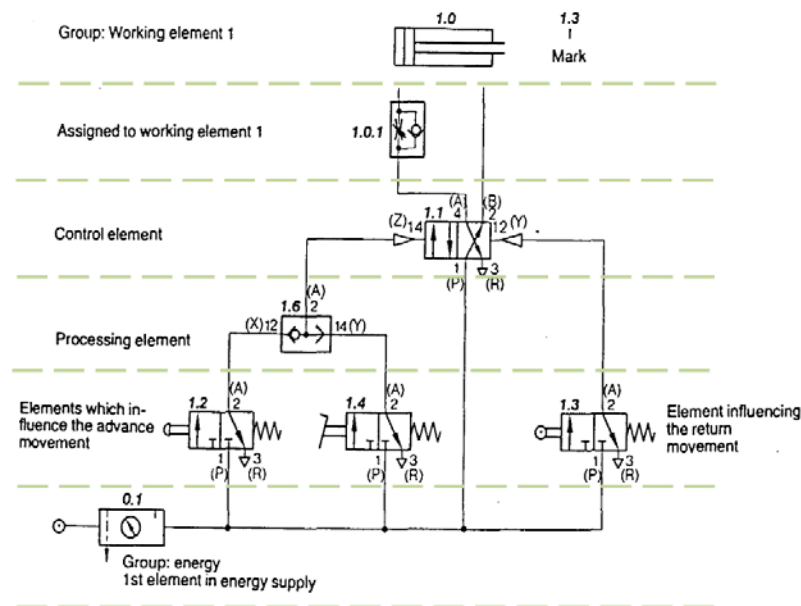 Group: Working element 1
1.0
1.3
Mark
Assigned to working element 1
1.0.1
Control element
(Z) 14
1.1
(A)
4
(B)
2
12 (Y)
1
(P)
3
(R)
Processing element
1.6
(A)
2
(X) 12
14 (Y)
Elements which in-
fluence the advance
movement
1.2
(A)
2
1
(P)
3
(R)
1.4
(A)
2
1
(P)
3
(R)
1.3
(A)
2
1
(P)
3
(R)
Element influencing
the return
movement
0.1
Group: energy
1st element in energy supply